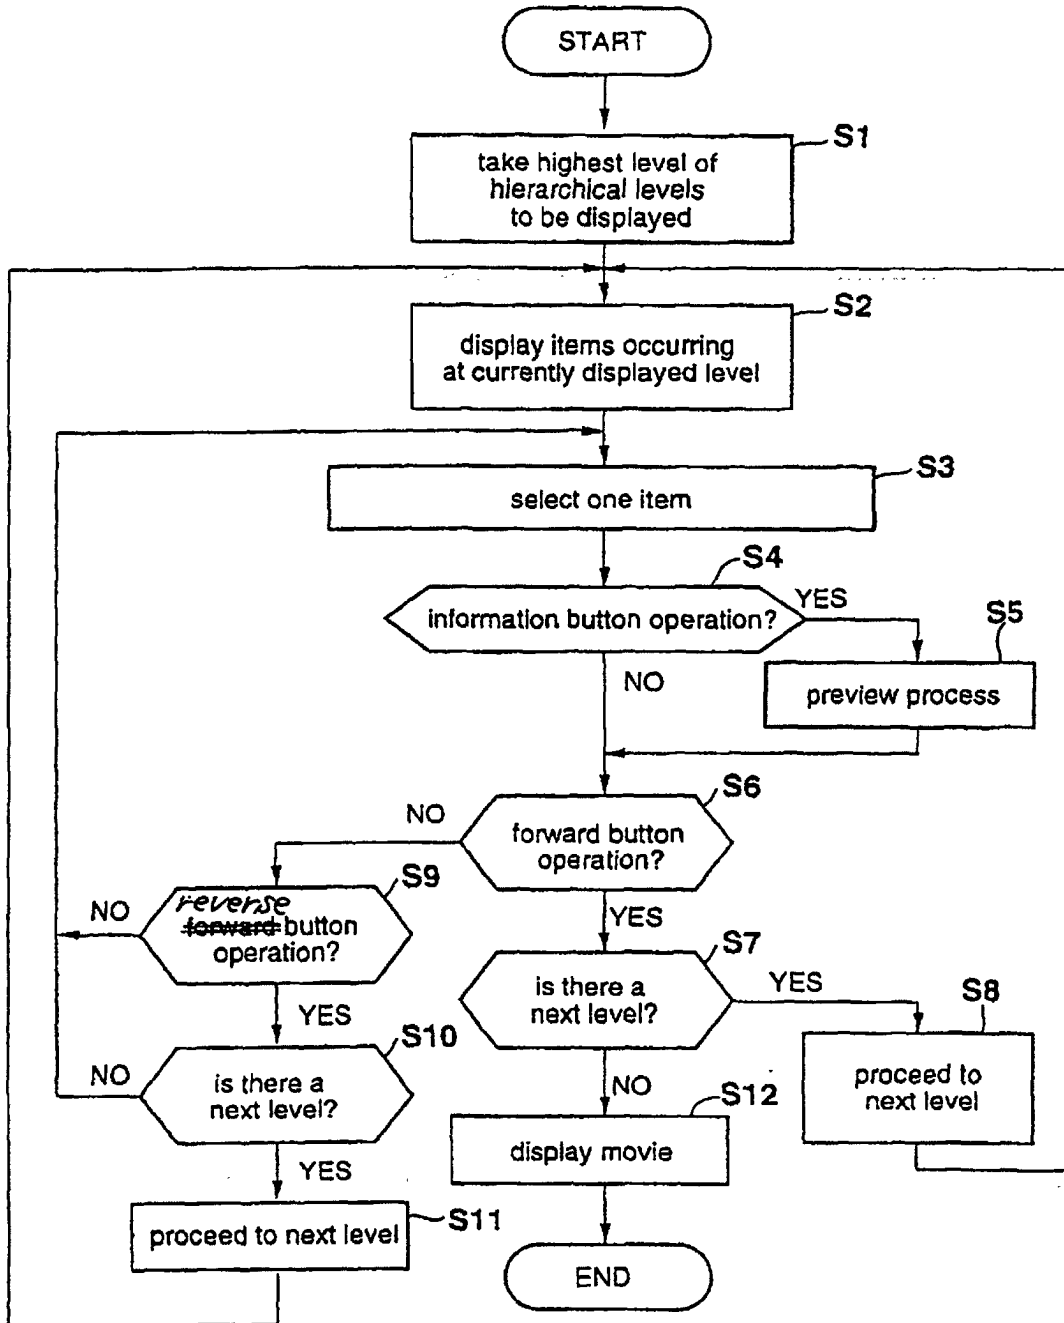 START
S1
take highest level of
hierarchical levels
to be displayed
S2
display items occurring
at currently displayed level
S3
select one item
S4
information button operation?
YES
S5
NO
preview process
S6
NO
forward button
operation?
S9
reverse
NO
forward button
operation?
YES
S7
YES
is there a
next level?
YES
S8
S10
NO
is there a
next level?
NO
proceed to
next level
S12
YES
display movie
S11
proceed to next level
END